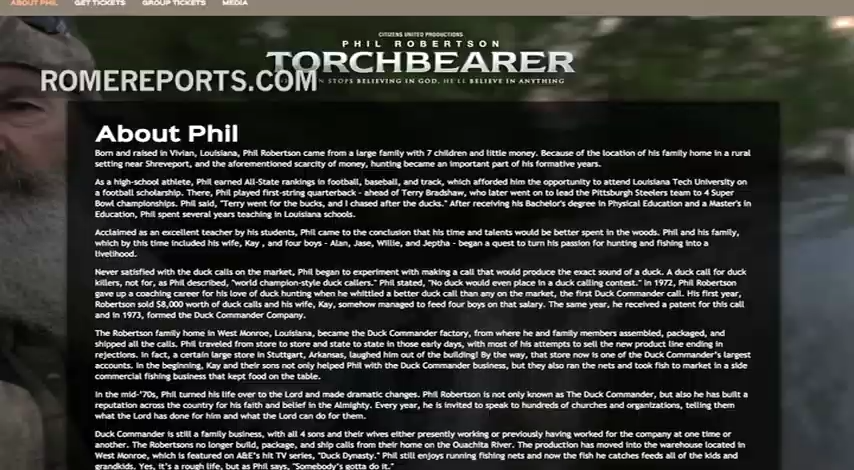 ABOUT PHIL GET TICKETS GROUP TICKETS MEDIA
CITIZENS UNITED PRODUCTIONS
PHIL ROBERTSON
TORCHBEARER
ROMEREPORTS.COM
STOPS BELIEVING IN GOD, HE'LL BELIEVE IN ANYTHING
About Phil
Born and raised in Vivian, Louisiana, Phil Robertson came from a large family with 7 children and little money. Because of the location of his family home in a rural
setting near Shreveport, and the aforementioned scarcity of money, hunting became an important part of his formative years.
As a high-school athlete, Phil earned All-State rankings in football, baseball, and track, which afforded him the opportunity to attend Louisiana Tech University on
a football scholarship. There, Phil played first-string quarterback - ahead of Terry Bradshaw, who later went on to lead the Pittsburgh Steelers team to 4 Super
Bowl championships. Phil said, "Terry went for the bucks, and I chased after the ducks." After receiving his Bachelor's degree in Physical Education and a Master's in
Education, Phil spent several years teaching in Louisiana schools.
Acclaimed as an excellent teacher by his students, Phil came to the conclusion that his time and talents would be better spent in the woods. Phil and his family,
which by this time included his wife, Kay , and four boys - Alan, Jase, Willie, and Jeptha - began a quest to turn his passion for hunting and fishing into a
livelihood.
Never satisfied with the duck calls on the market, Phil began to experiment with making a call that would produce the exact sound of a duck. A duck call for duck
killers, not for, as Phil described, "world champion-style duck callers." Phil stated, "No duck would even place in a duck calling contest." In 1972, Phil Robertson
gave up a coaching career for his love of duck hunting when he whittled a better duck call than any on the market, the first Duck Commander call. His first year,
Robertson sold $8,000 worth of duck calls and his wife, Kay, somehow managed to feed four boys on that salary. The same year, he received a patent for this call
and in 1973, formed the Duck Commander Company.
The Robertson family home in West Monroe, Louisiana, became the Duck Commander factory, from where he and family members assembled, packaged, and
shipped all the calls. Phil traveled from store to store and state to state in those early days, with most of his attempts to sell the new product line ending in
rejections. In fact, a certain large store in Stuttgart, Arkansas, laughed him out of the building! By the way, that store now is one of the Duck Commander's largest
accounts. In the beginning, Kay and their sons not only helped Phil with the Duck Commander business, but they also ran the nets and took fish to market in a side
commercial fishing business that kept food on the table.
In the mid-'70s, Phil turned his life over to the Lord and made dramatic changes. Phil Robertson is not only known as The Duck Commander, but also he has built a
reputation across the country for his faith and belief in the Almighty. Every year, he is invited to speak to hundreds of churches and organizations, telling them
what the Lord has done for him and what the Lord can do for them.
Duck Commander is still a family business, with all 4 sons and their wives either presently working or previously having worked for the company at one time or
another. The Robertsons no longer build, package, and ship calls from their home on the Ouachita River. The production has moved into the warehouse located in
West Monroe, which is featured on A&E's hit TV series, "Duck Dynasty." Phil still enjoys running fishing nets and now the fish he catches feeds all of the kids and
grandkids. Yes, it's a rough life, but as Phil says, "Somebody's gotta do it."